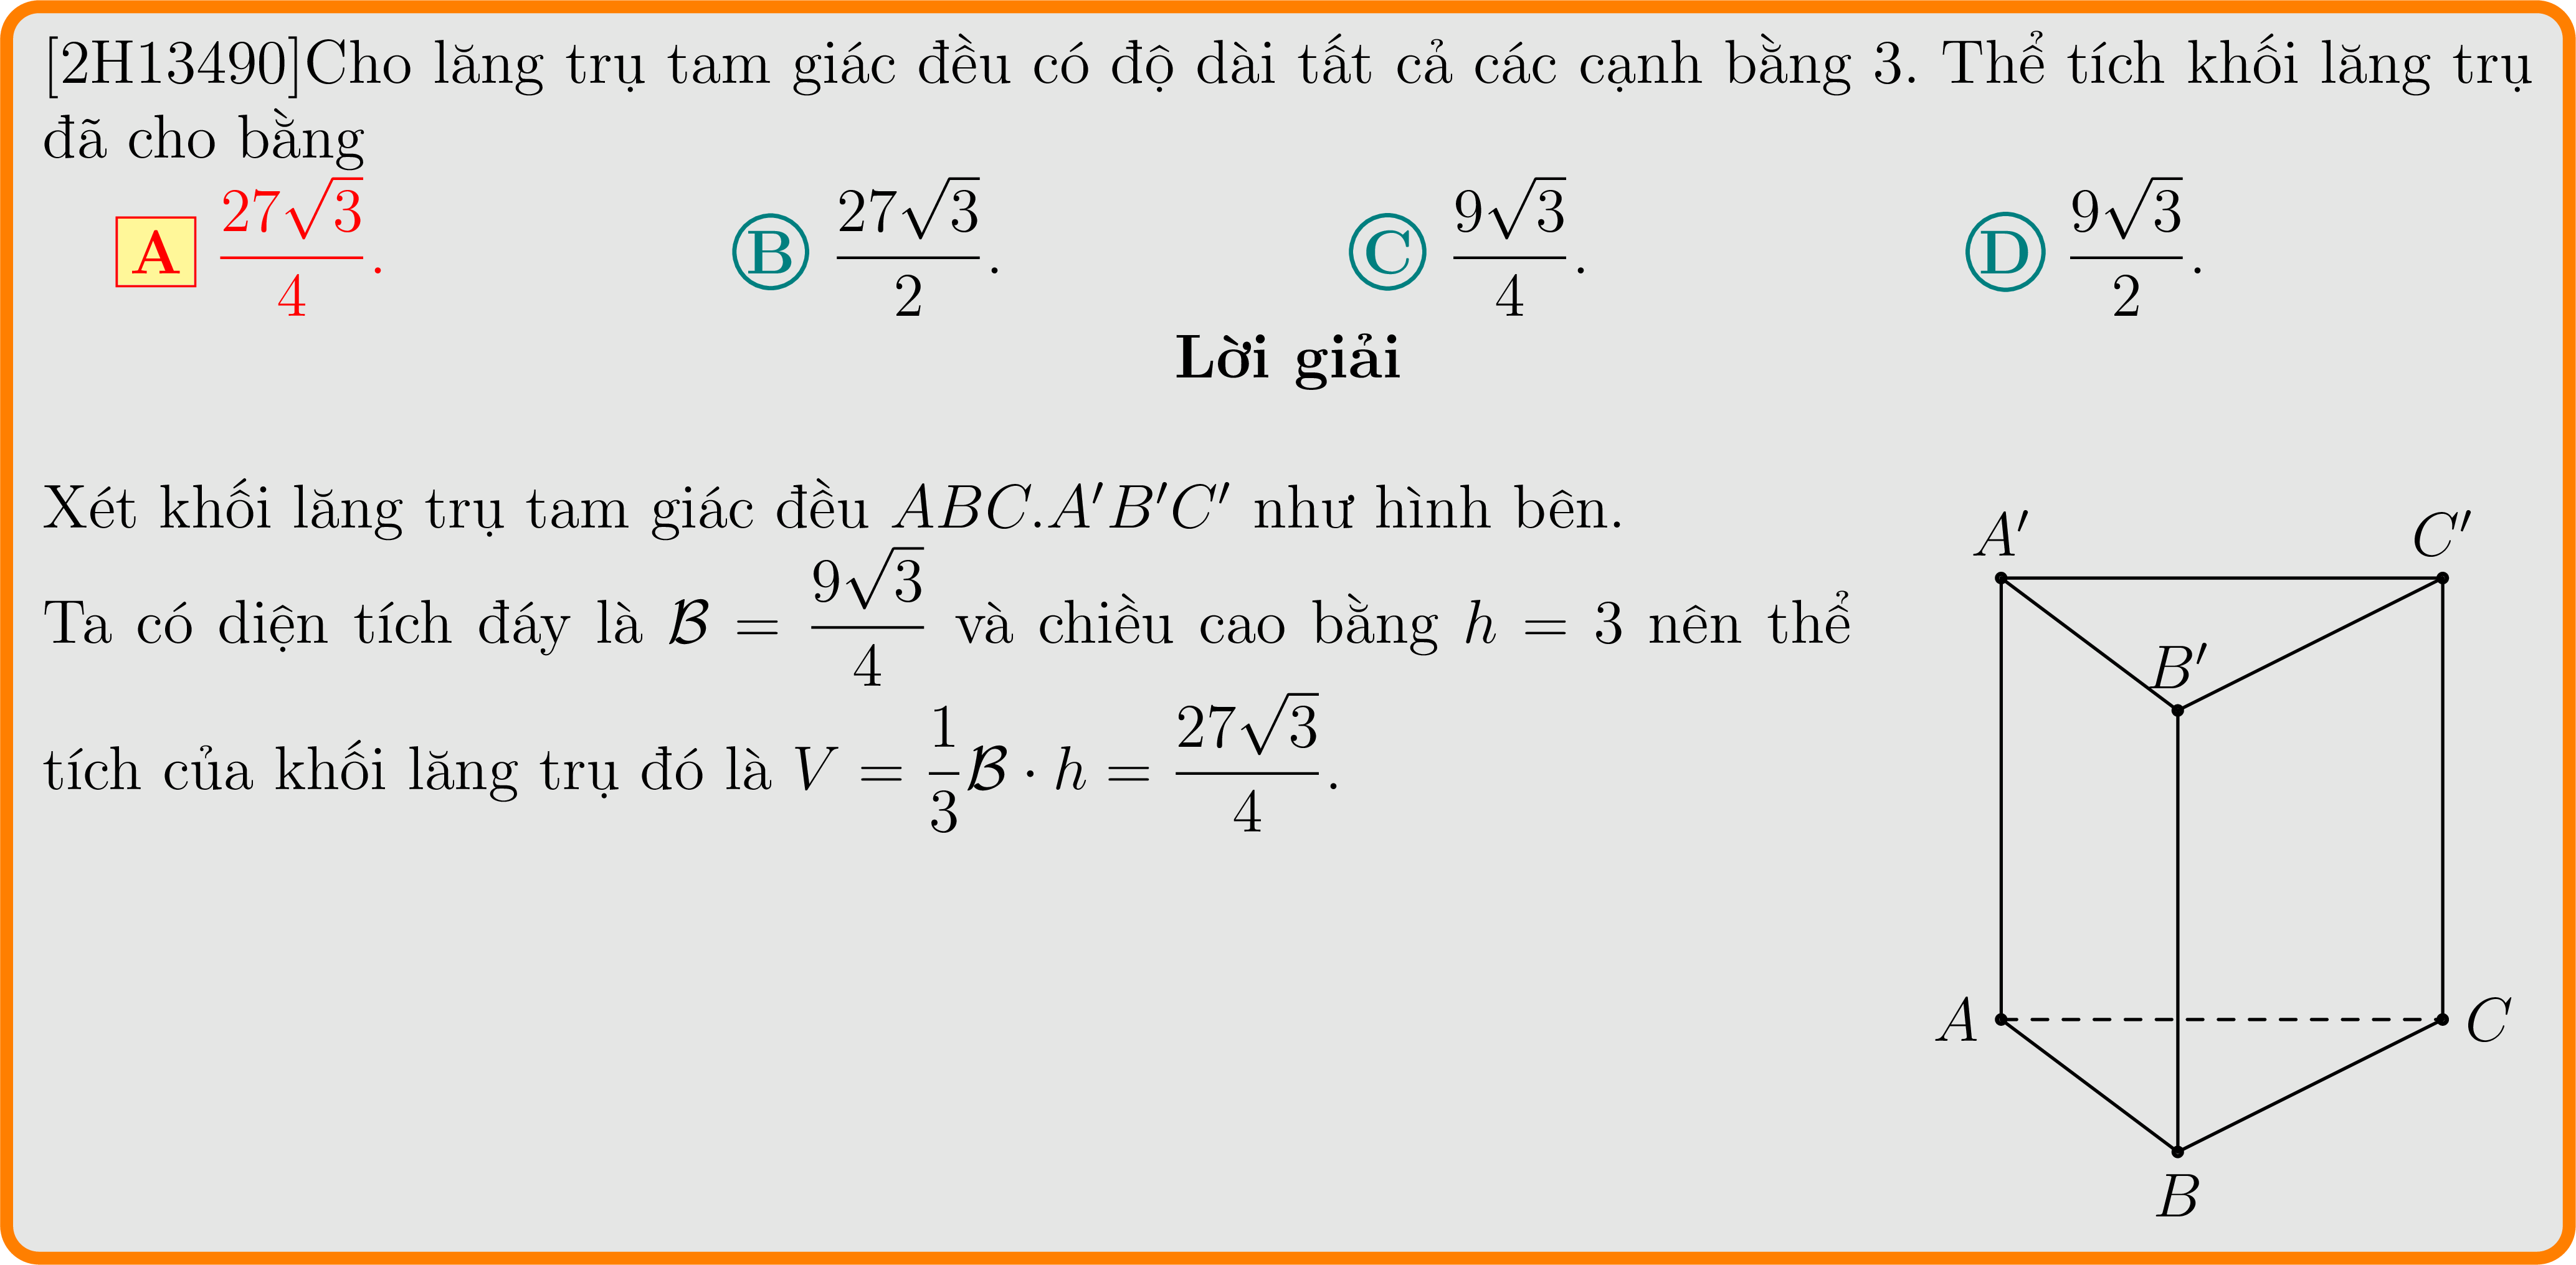 [2H13490]Cho lăng trụ tam giác đều có độ dài tất cả các cạnh bằng 3. Thể tích khối lăng trụ
đã cho bằng
A $\frac{27\sqrt{3}}{4}$. B $\frac{27\sqrt{3}}{2}$. C $\frac{9\sqrt{3}}{4}$. D $\frac{9\sqrt{3}}{2}$.
Lời giải
Xét khối lăng trụ tam giác đều $ABC.A'B'C'$ như hình bên.
Ta có diện tích đáy là $\mathcal{B} = \frac{9\sqrt{3}}{4}$ và chiều cao bằng $h = 3$ nên thể
tích của khối lăng trụ đó là $V = \frac{1}{3}\mathcal{B} \cdot h = \frac{27\sqrt{3}}{4}$.
A' C'
B'
A C
B